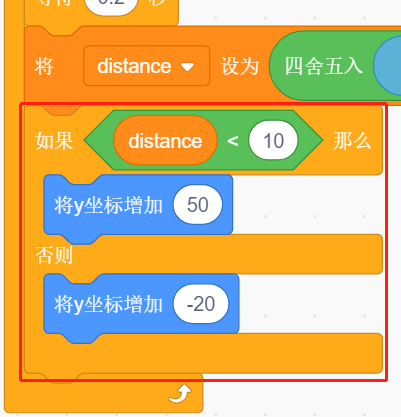 等待 0.2 秒
将 distance 设为 四舍五入
如果 distance < 10 那么
将y坐标增加 50
否则
将y坐标增加 -20